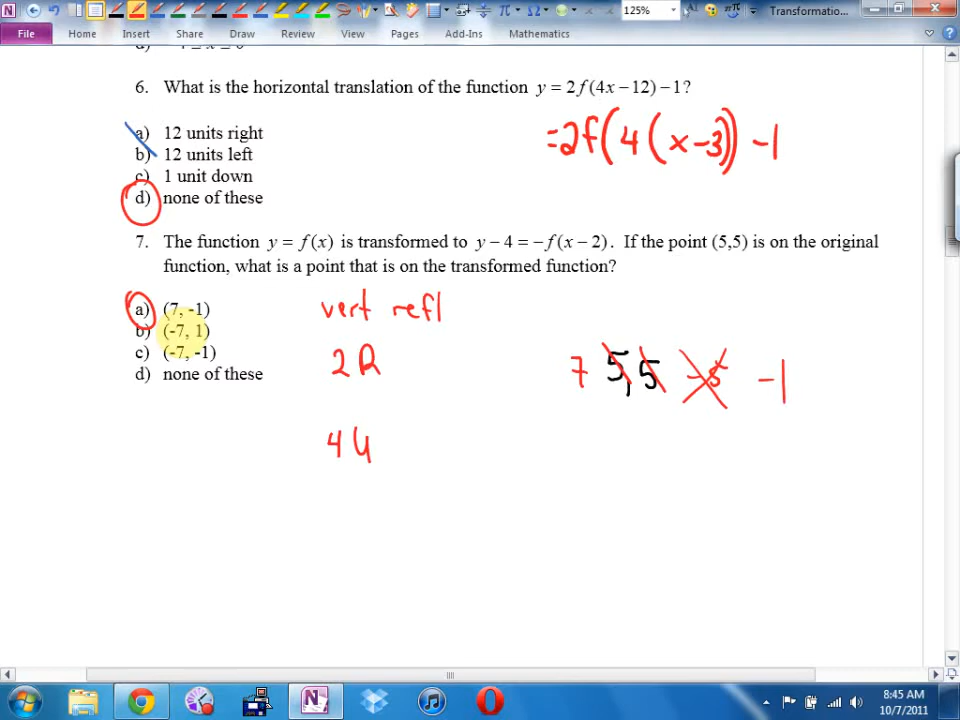 125% Transformatio...
File Home Insert Share Draw Review View Pages Add-Ins Mathematics
6. What is the horizontal translation of the function y = 2f(4x − 12) − 1?
a) 12 units right
b) 12 units left
c) 1 unit down
d) none of these
=2f(4(x-3)) -1
7. The function y = f(x) is transformed to y − 4 = −f(x − 2). If the point (5,5) is on the original
function, what is a point that is on the transformed function?
a) (7, -1)
b) (-7, 1)
c) (-7, -1)
d) none of these
vert refl
2R
4U
7 5,5 -5 -1
8:45 AM
10/7/2011